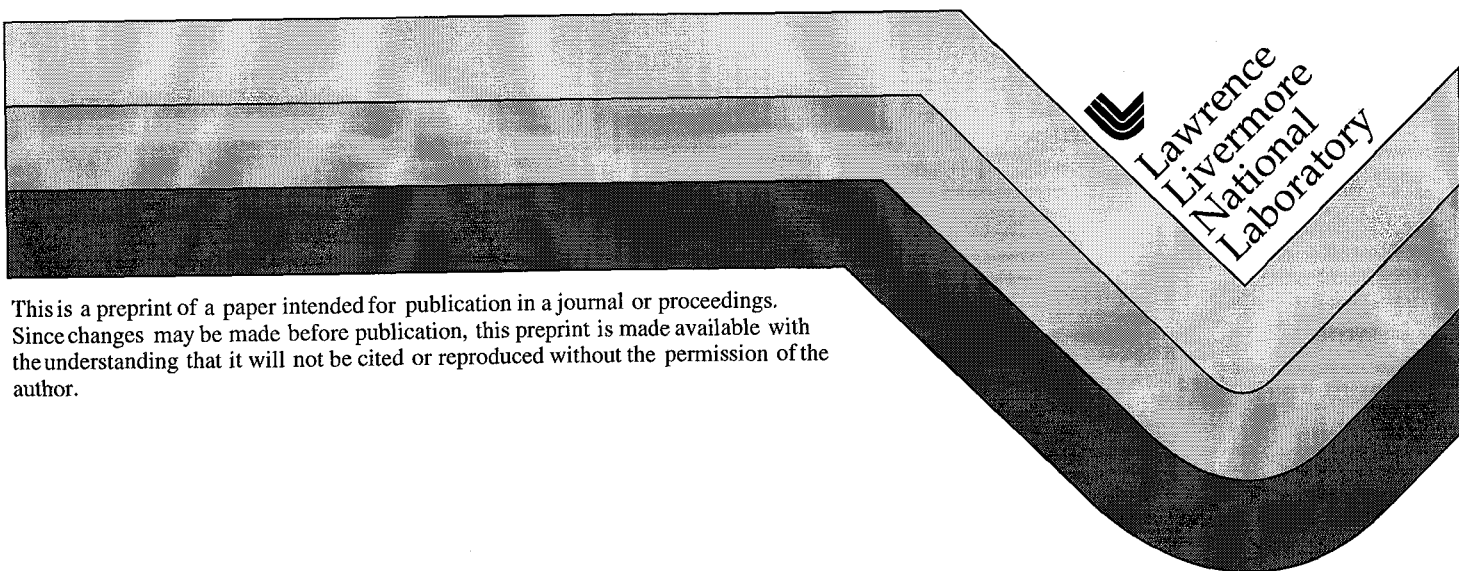 Lawrence
Livermore
National
Laboratory
This is a preprint of a paper intended for publication in a journal or proceedings.
Since changes may be made before publication, this preprint is made available with
the understanding that it will not be cited or reproduced without the permission of the
author.